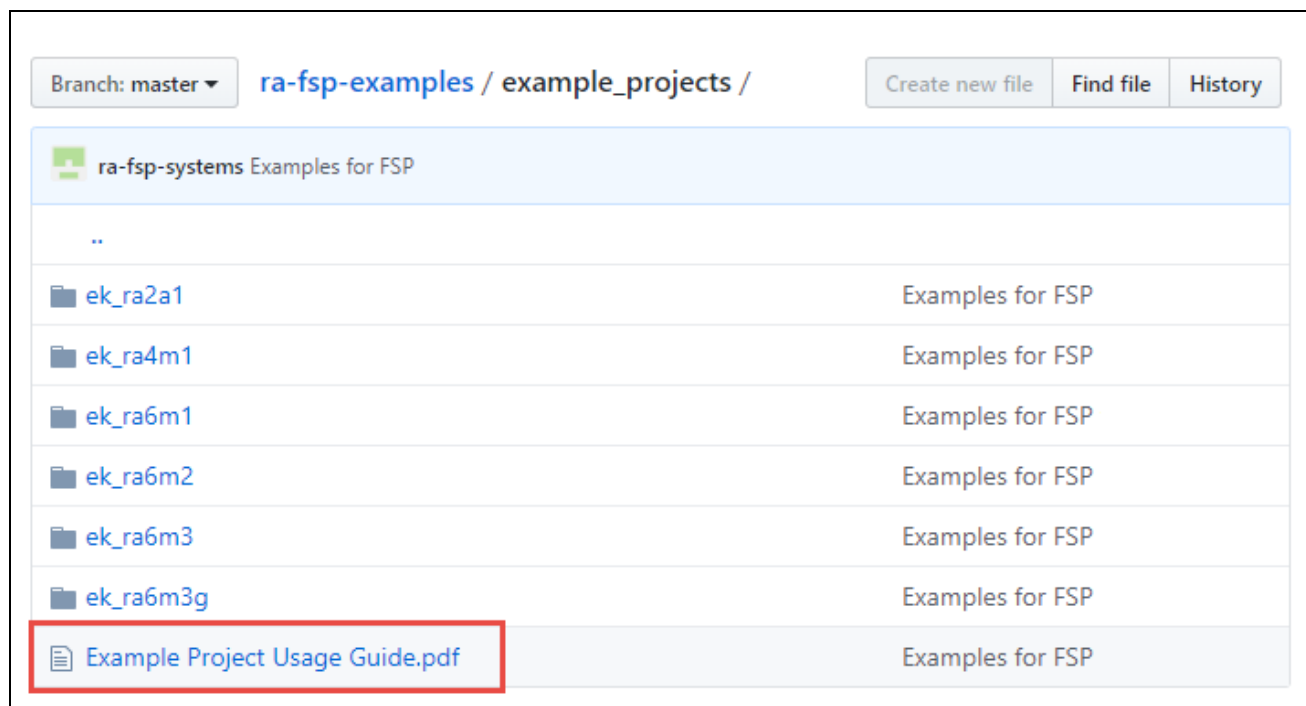 Branch: master ra-fsp-examples / example_projects / Create new file Find file History
ra-fsp-systems Examples for FSP
..
ek_ra2a1 Examples for FSP
ek_ra4m1 Examples for FSP
ek_ra6m1 Examples for FSP
ek_ra6m2 Examples for FSP
ek_ra6m3 Examples for FSP
ek_ra6m3g Examples for FSP
Example Project Usage Guide.pdf Examples for FSP